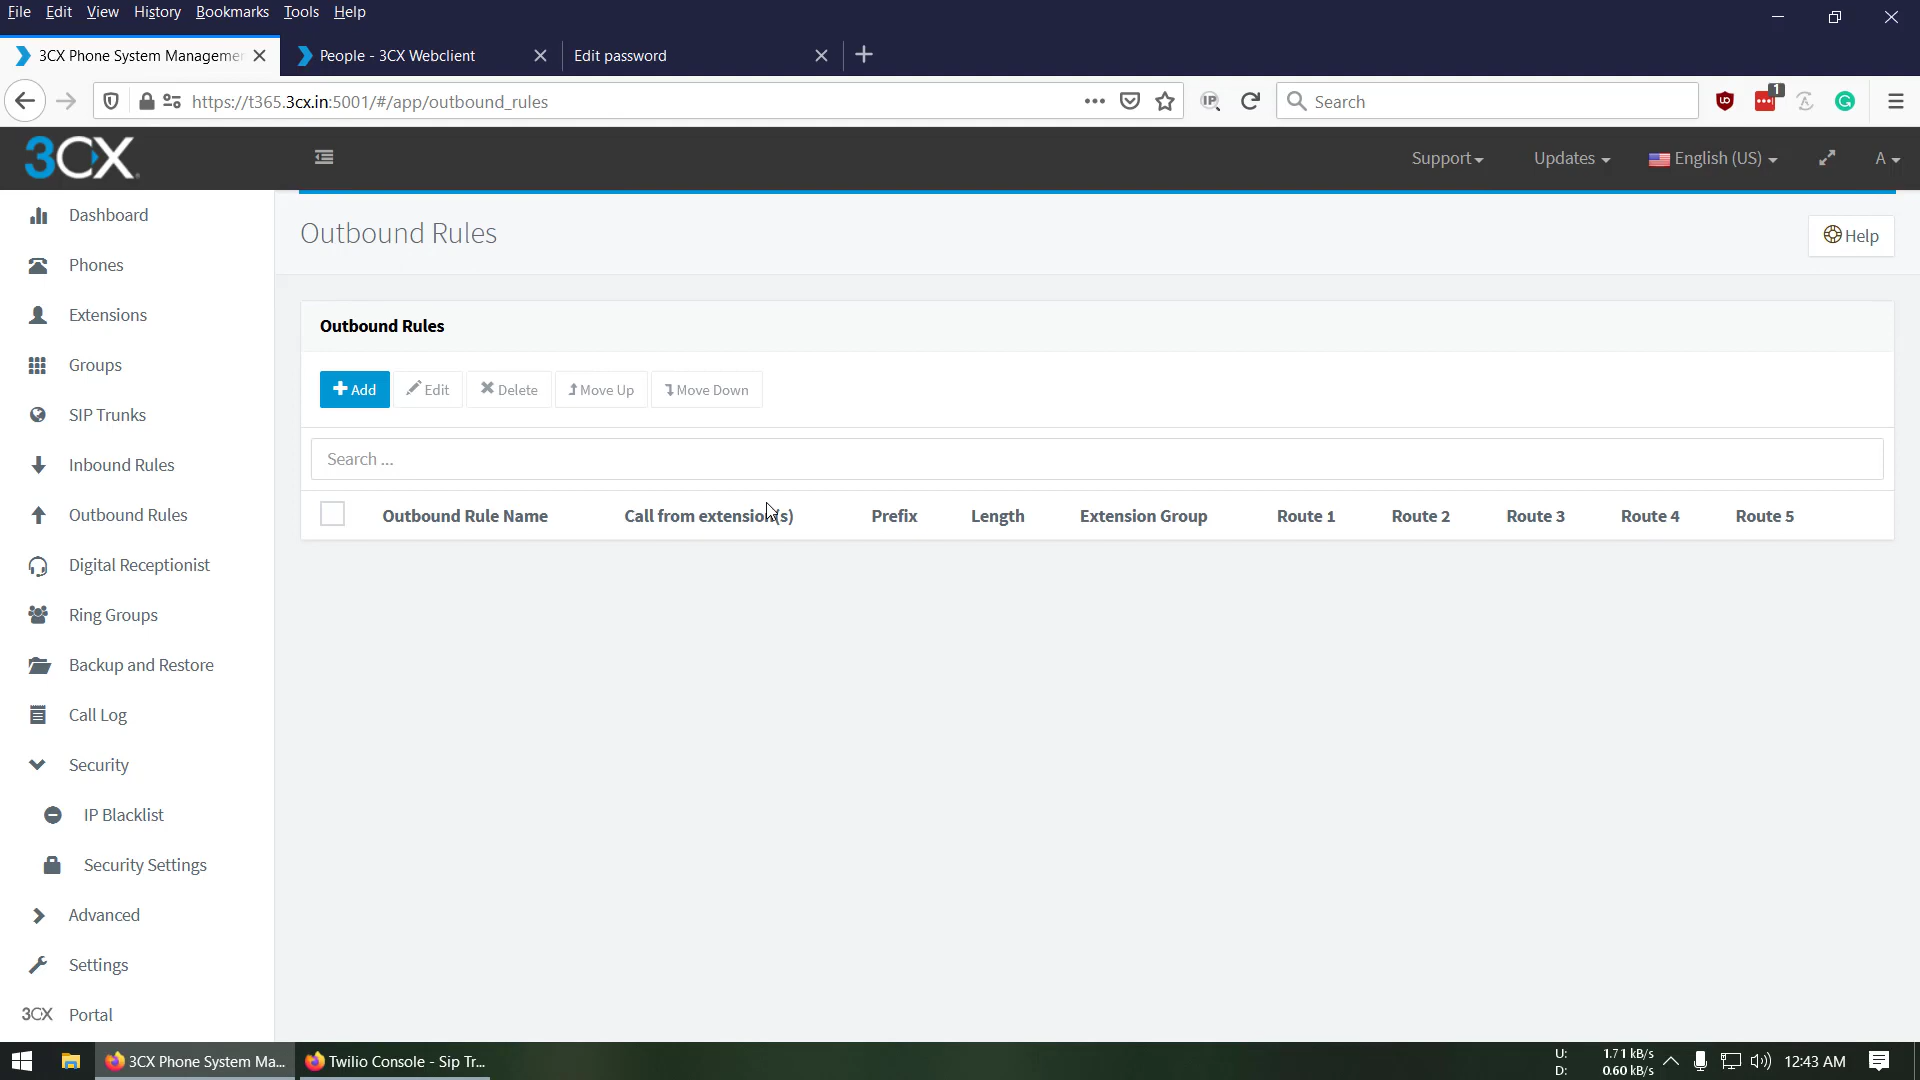 File Edit View History Bookmarks Tools Help
3CX Phone System Manageme People - 3CX Webclient Edit password
https://t365.3cx.in:5001/#/app/outbound_rules IP Search 1
3CX Support Updates English (US) A
Dashboard
Phones
Extensions
Groups
SIP Trunks
Inbound Rules
Outbound Rules
Digital Receptionist
Ring Groups
Backup and Restore
Call Log
Security
IP Blacklist
Security Settings
Advanced
Settings
3CX Portal
Outbound Rules
Help
Outbound Rules
Add Edit Delete Move Up Move Down
Search ...
Outbound Rule Name Call from extension(s) Prefix Length Extension Group Route 1 Route 2 Route 3 Route 4 Route 5
3CX Phone System Ma... Twilio Console - Sip Tr...
U: 1.71 kB/s
D: 0.60 kB/s
12:43 AM